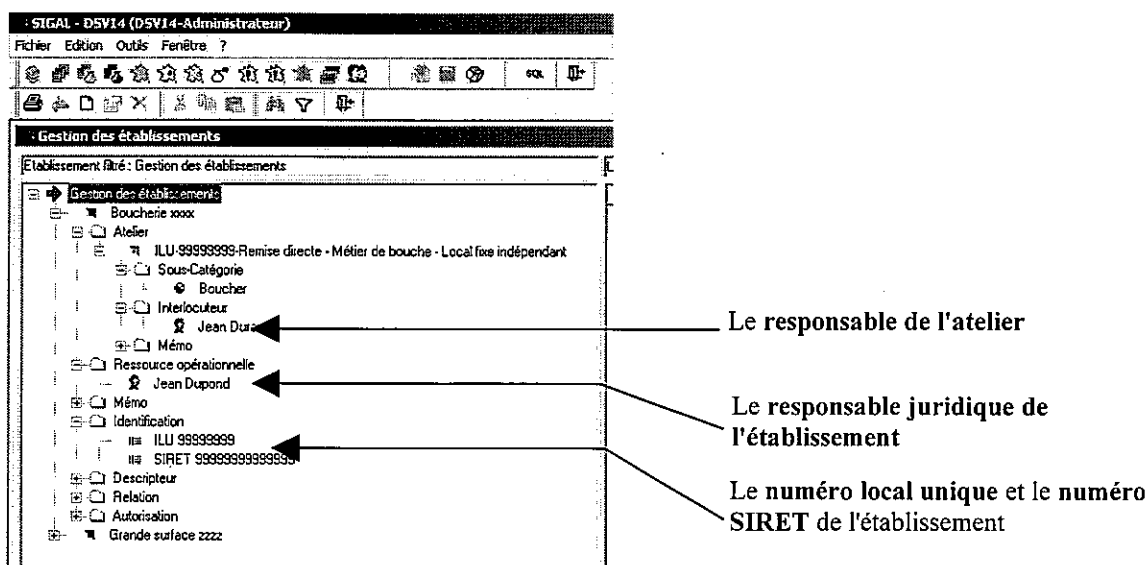 SIGAL - DSV14 (DSV14-Administrateur)
Fichier Edition Outils Fenêtre ?
SQL
Gestion des établissements
Etablissement filtré : Gestion des établissements
Gestion des établissements
Boucherie xxxx
Atelier
ILU-99999999-Remise directe - Métier de bouche - Local fixe indépendant
Sous-Catégorie
Boucher
Interlocuteur
Jean Dura
Le responsable de l'atelier
Mémo
Ressource opérationnelle
Jean Dupond
Le responsable juridique de
l'établissement
Mémo
Identification
ILU 99999999
SIRET 99999999999999
Le numéro local unique et le numéro
SIRET de l'établissement
Descripteur
Relation
Autorisation
Grande surface zzzz